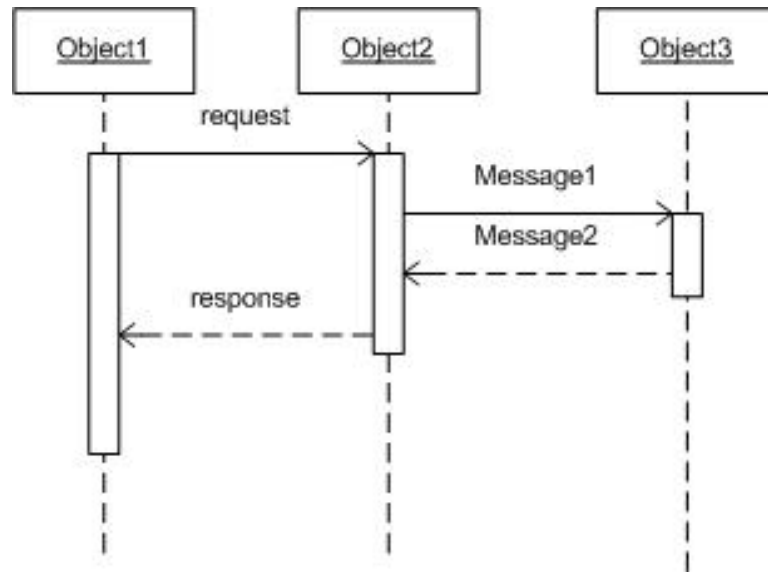 Object1
Object2
Object3
request
Message1
Message2
response